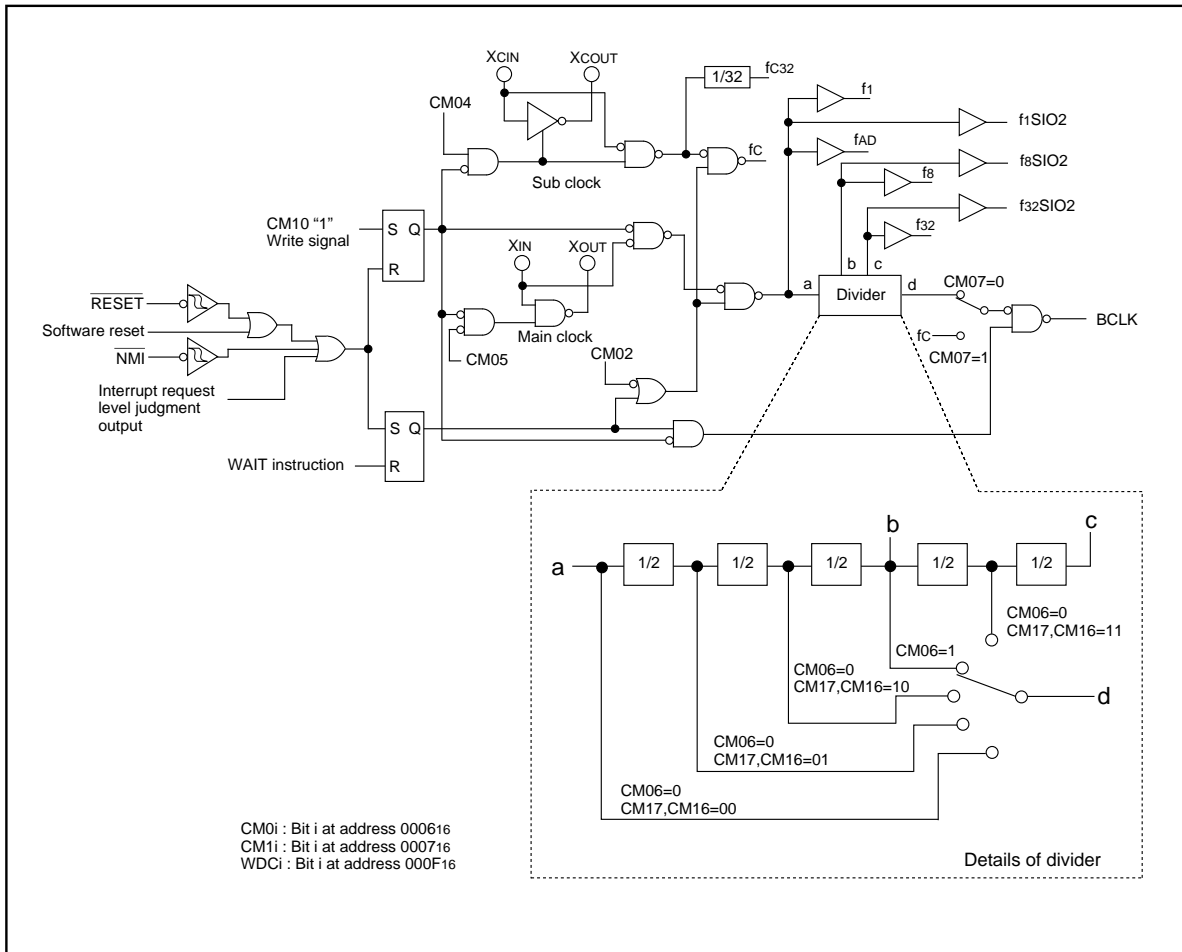 XCIN
XCOUT
1/32
fC32
f1
CM04
f1SIO2
fAD
fC
f8SIO2
f8
Sub clock
CM10 “1”
Write signal
S Q
R
XIN
XOUT
f32SIO2
f32
b c
a
Divider
d
CM07=0
RESET
BCLK
Software reset
Main clock
fC
CM07=1
NMI
CM05
CM02
Interrupt request
level judgment
output
S Q
R
WAIT instruction
b
c
a
1/2
1/2
1/2
1/2
1/2
CM06=0
CM17,CM16=11
CM06=1
CM06=0
CM17,CM16=10
d
CM06=0
CM17,CM16=01
CM06=0
CM17,CM16=00
CM0i : Bit i at address 000616
CM1i : Bit i at address 000716
WDCi : Bit i at address 000F16
Details of divider